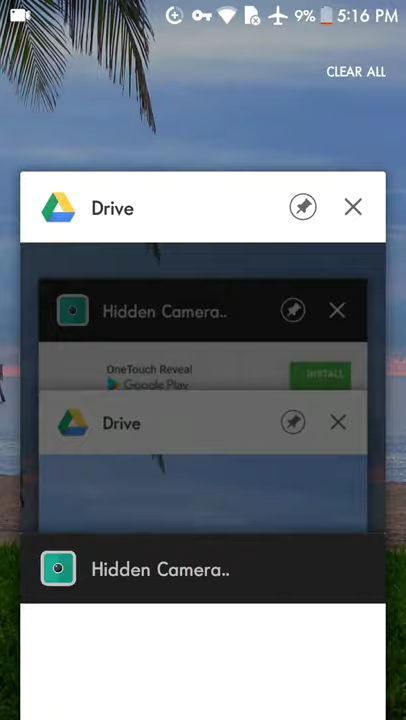 9% 5:16 PM
CLEAR ALL
Drive
Hidden Camera..
OneTouch Reveal
Google Play
INSTALL
Drive
Hidden Camera..